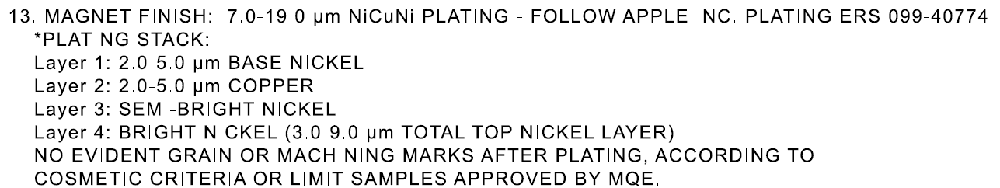 13. MAGNET FINISH: 7.0-19.0 µm NiCuNi PLATING - FOLLOW APPLE INC. PLATING ERS 099-40774
*PLATING STACK:
Layer 1: 2.0-5.0 µm BASE NICKEL
Layer 2: 2.0-5.0 µm COPPER
Layer 3: SEMI-BRIGHT NICKEL
Layer 4: BRIGHT NICKEL (3.0-9.0 µm TOTAL TOP NICKEL LAYER)
NO EVIDENT GRAIN OR MACHINING MARKS AFTER PLATING, ACCORDING TO
COSMETIC CRITERIA OR LIMIT SAMPLES APPROVED BY MQE.